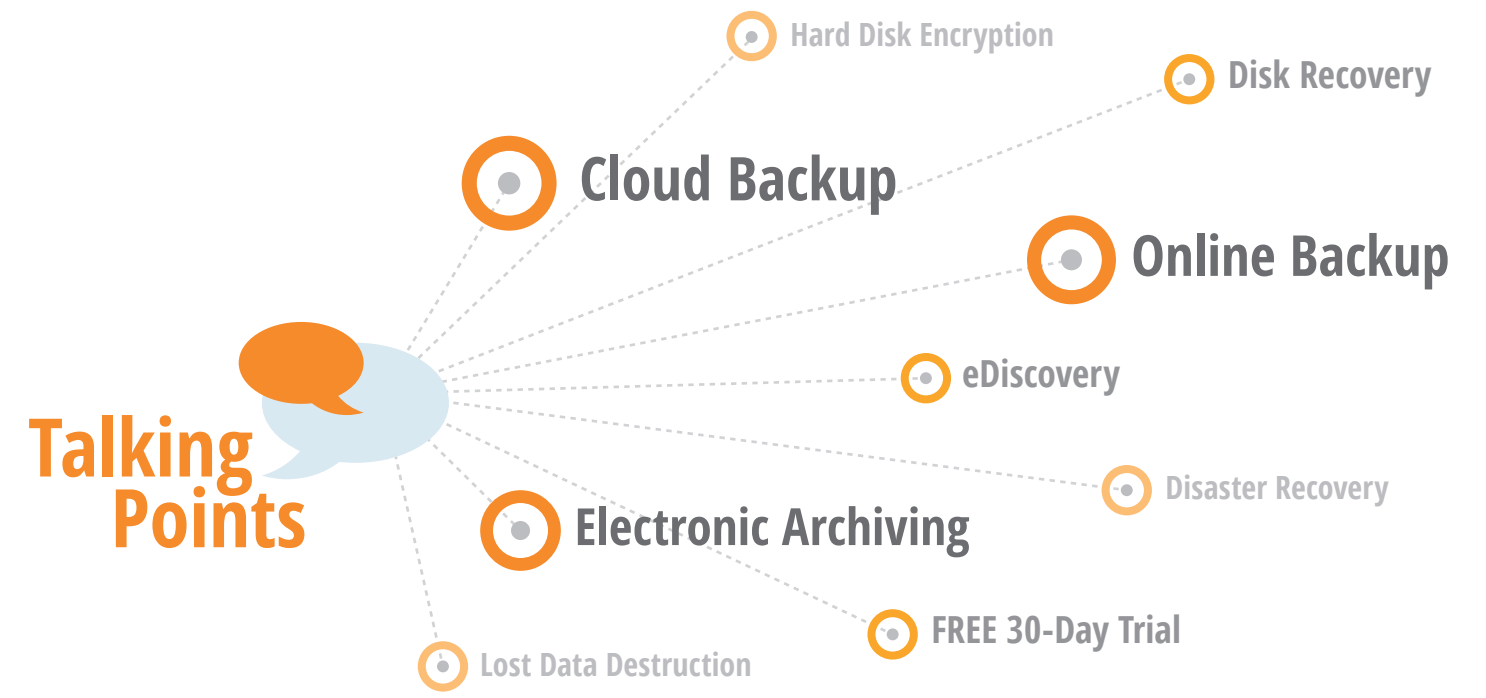 Hard Disk Encryption
Disk Recovery
Cloud Backup
Online Backup
eDiscovery
Talking
Points
Disaster Recovery
Electronic Archiving
FREE 30-Day Trial
Lost Data Destruction